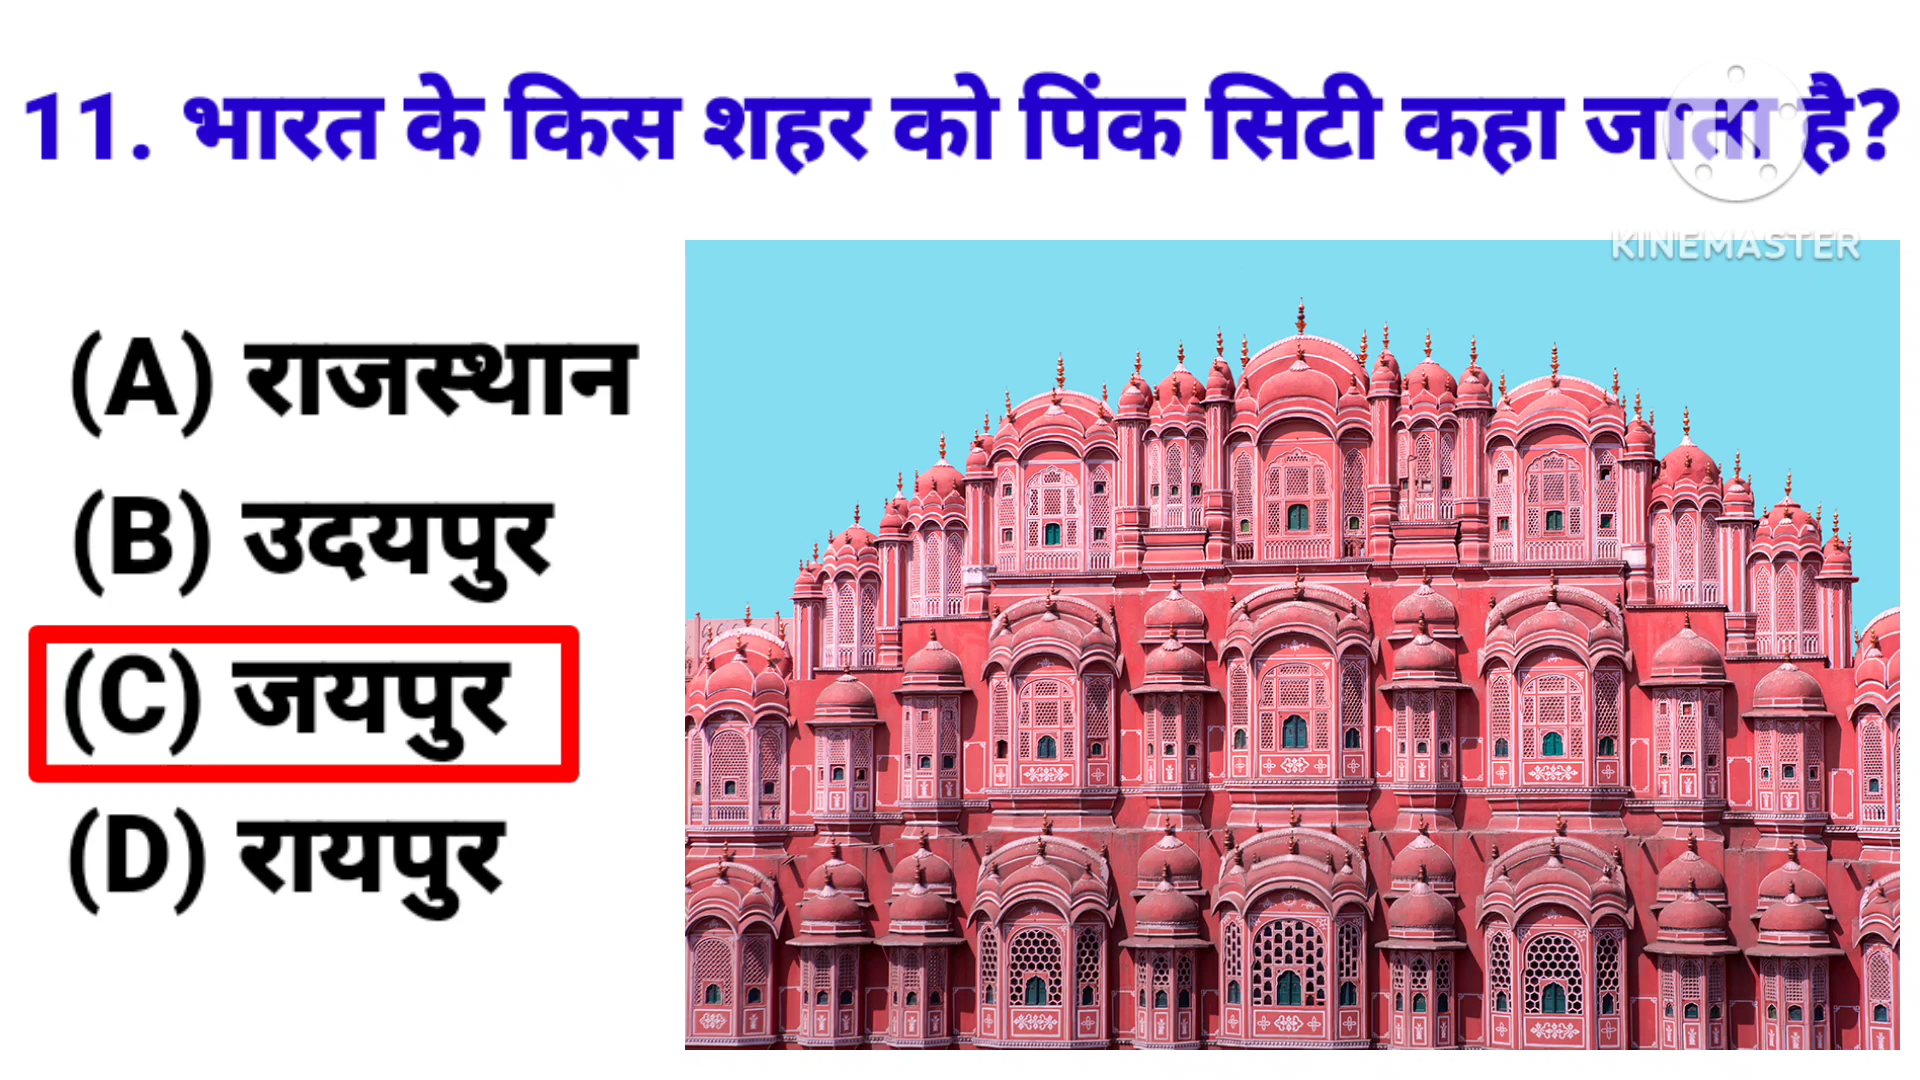 11. भारत के किस शहर को पिंक सिटी कहा जाता है?
KINEMASTER
(A) राजस्थान
(B) उदयपुर
(C) जयपुर
(D) रायपुर